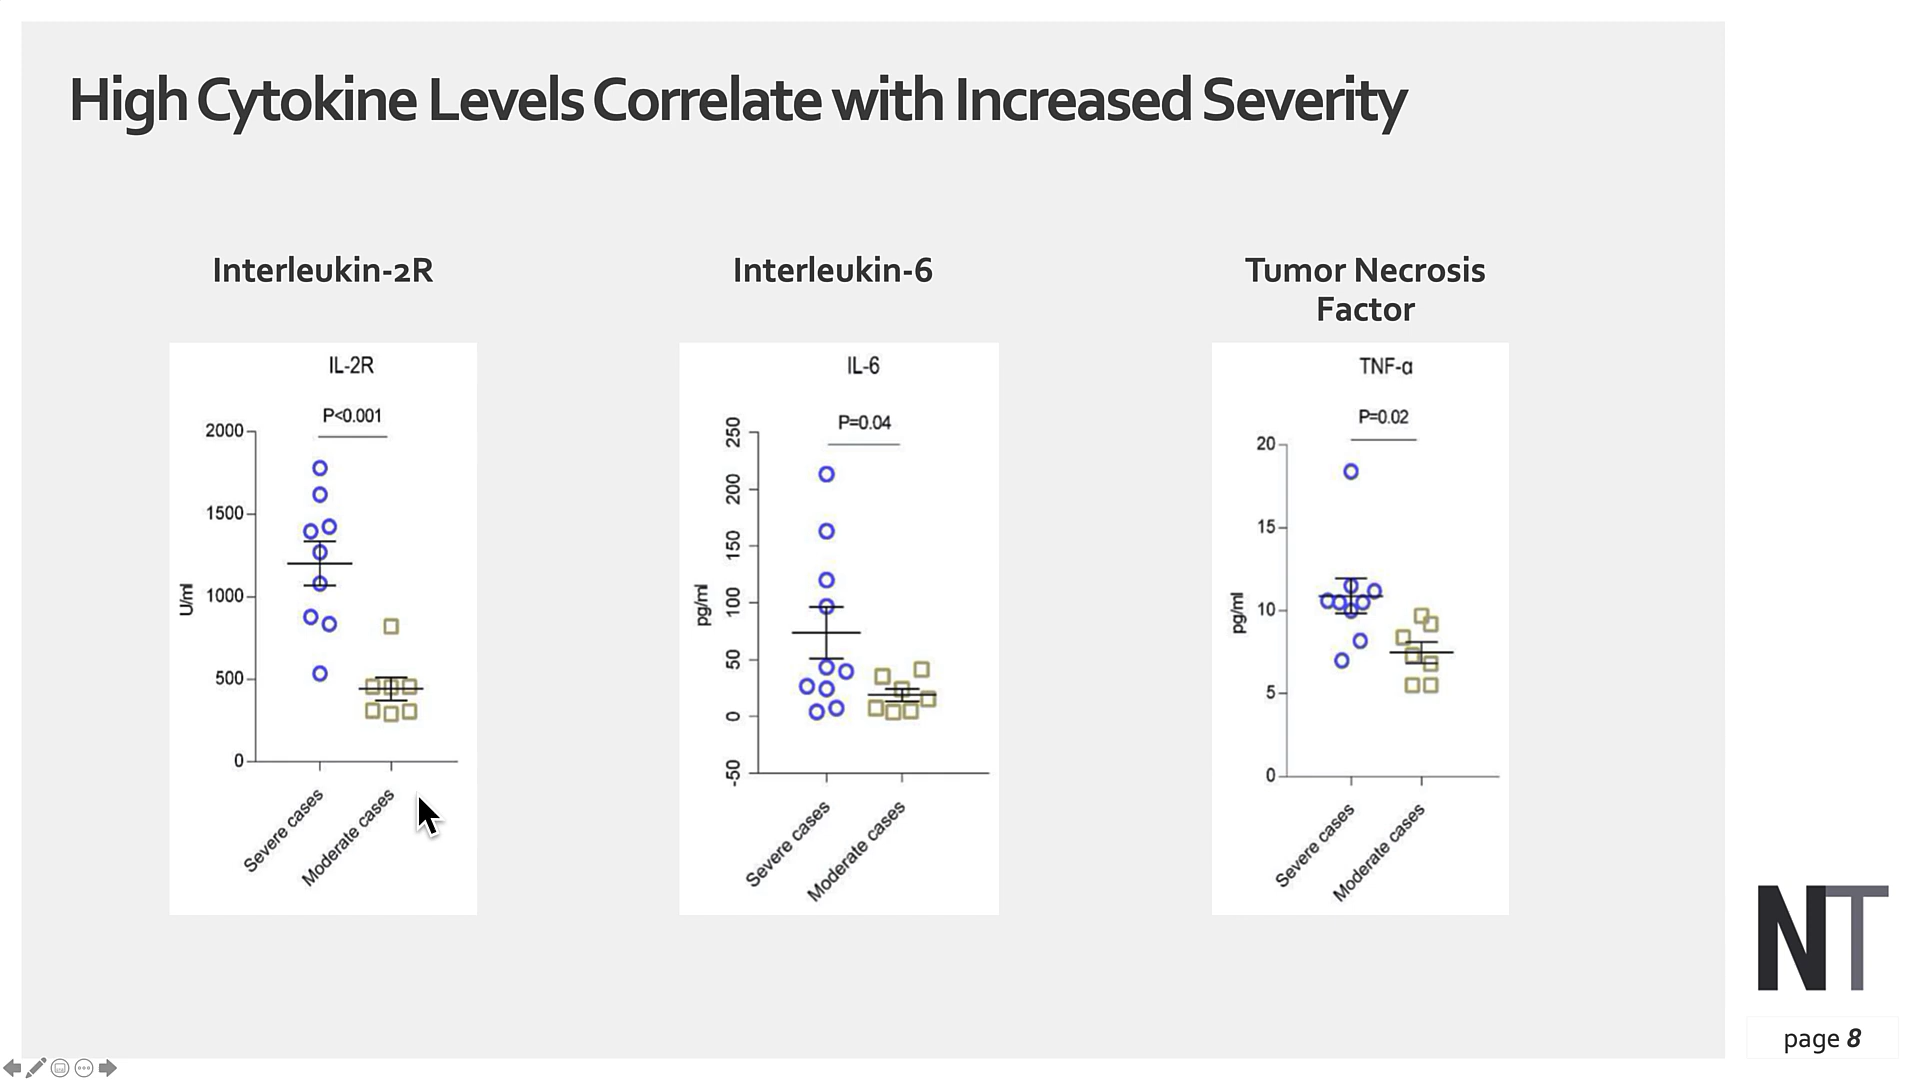 High Cytokine Levels Correlate with Increased Severity
Interleukin-2R
IL-2R
P<0.001
2000
1500
1000
500
0
U/ml
Severe cases
Moderate cases
Interleukin-6
IL-6
P=0.04
250
200
150
100
50
0
-50
pg/ml
Severe cases
Moderate cases
Tumor Necrosis
Factor
TNF-α
P=0.02
20
15
10
5
0
pg/ml
Severe cases
Moderate cases
NT
page 8